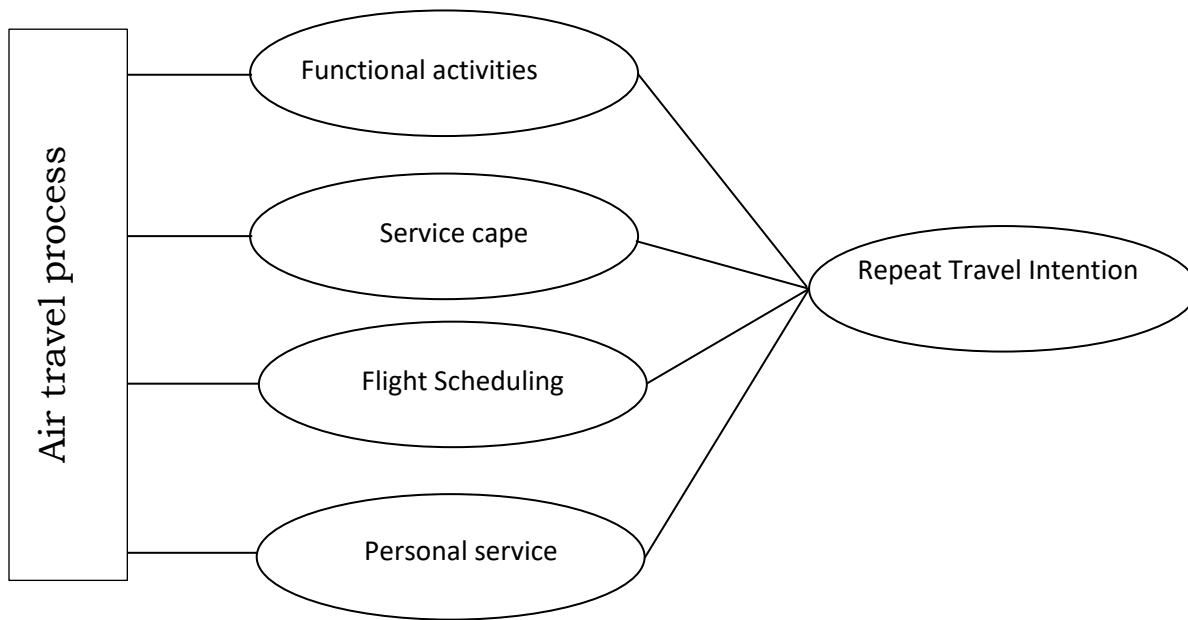 Air travel process
Functional activities
Service cape
Flight Scheduling
Personal service
Repeat Travel Intention